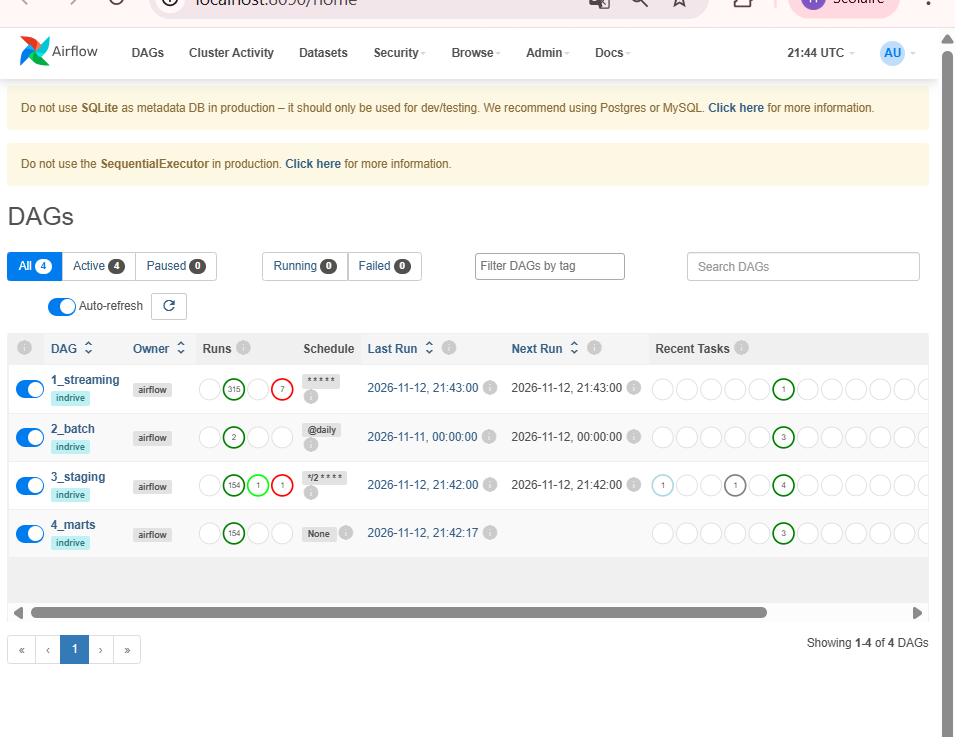 Airflow DAGs Cluster Activity Datasets Security Browse Admin Docs 21:44 UTC AU
Do not use SQLite as metadata DB in production – it should only be used for dev/testing. We recommend using Postgres or MySQL. Click here for more information.
Do not use the SequentialExecutor in production. Click here for more information.
DAGs
All 4 Active 4 Paused 0 Running 0 Failed 0 Filter DAGs by tag Search DAGs
Auto-refresh
DAG Owner Runs Schedule Last Run Next Run Recent Tasks
1_streaming airflow 315 7 * * * * * 2026-11-12, 21:43:00 2026-11-12, 21:43:00 1
indrive
2_batch airflow 2 @daily 2026-11-11, 00:00:00 2026-11-12, 00:00:00 3
indrive
3_staging airflow 154 1 1 */2 * * * * 2026-11-12, 21:42:00 2026-11-12, 21:42:00 1 1 4
indrive
4_marts airflow 154 None 2026-11-12, 21:42:17 3
indrive
« ‹ 1 › » Showing 1-4 of 4 DAGs